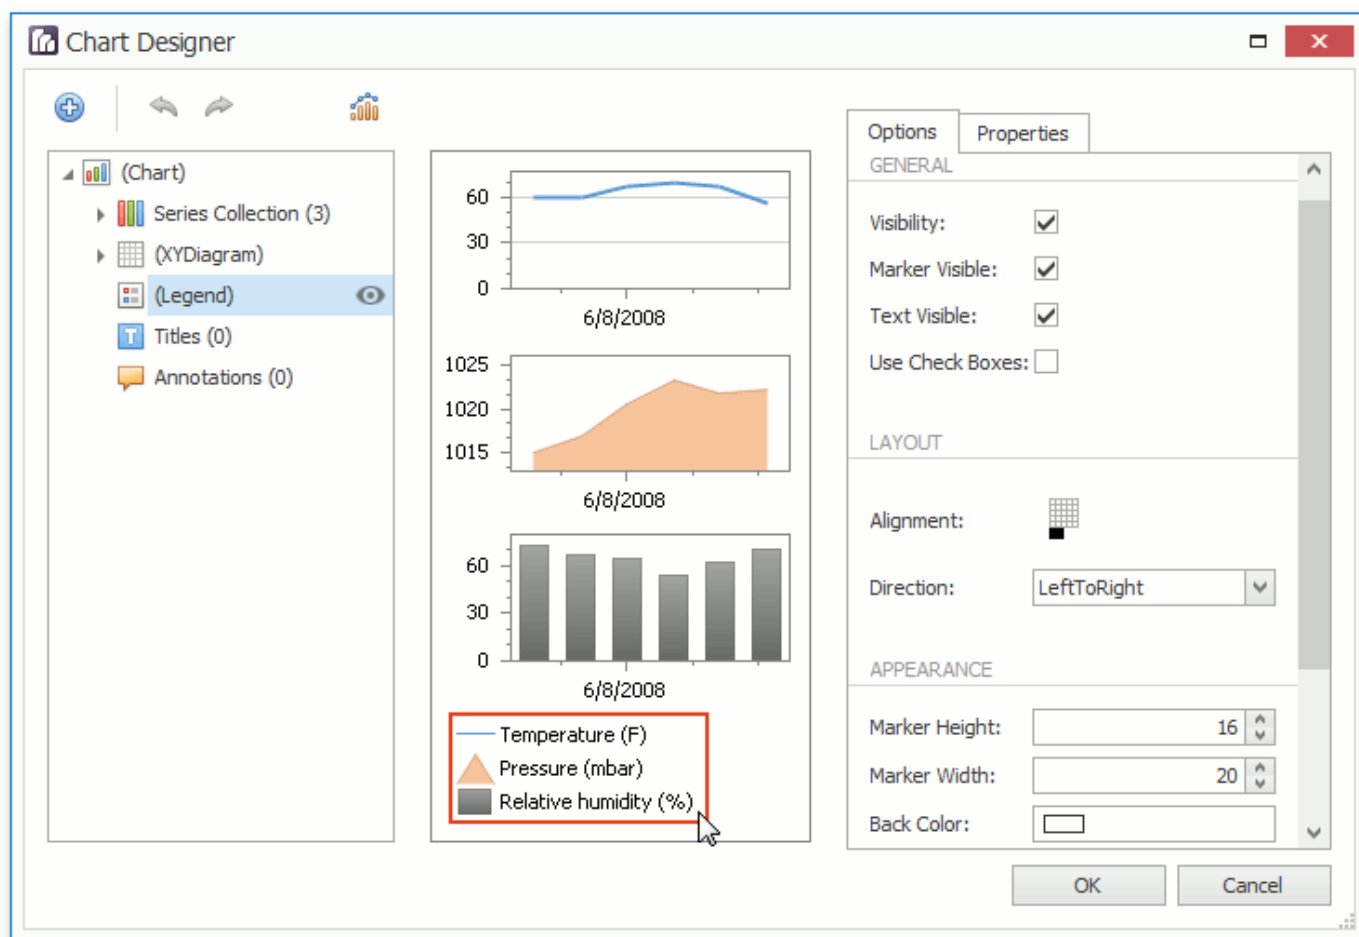 Chart Designer
(Chart)
Series Collection (3)
(XYDiagram)
(Legend)
Titles (0)
Annotations (0)
60
30
0
6/8/2008
1025
1020
1015
6/8/2008
60
30
0
6/8/2008
Temperature (F)
Pressure (mbar)
Relative humidity (%)
Options
Properties
GENERAL
Visibility:
Marker Visible:
Text Visible:
Use Check Boxes:
LAYOUT
Alignment:
Direction: LeftToRight
APPEARANCE
Marker Height: 16
Marker Width: 20
Back Color:
OK
Cancel